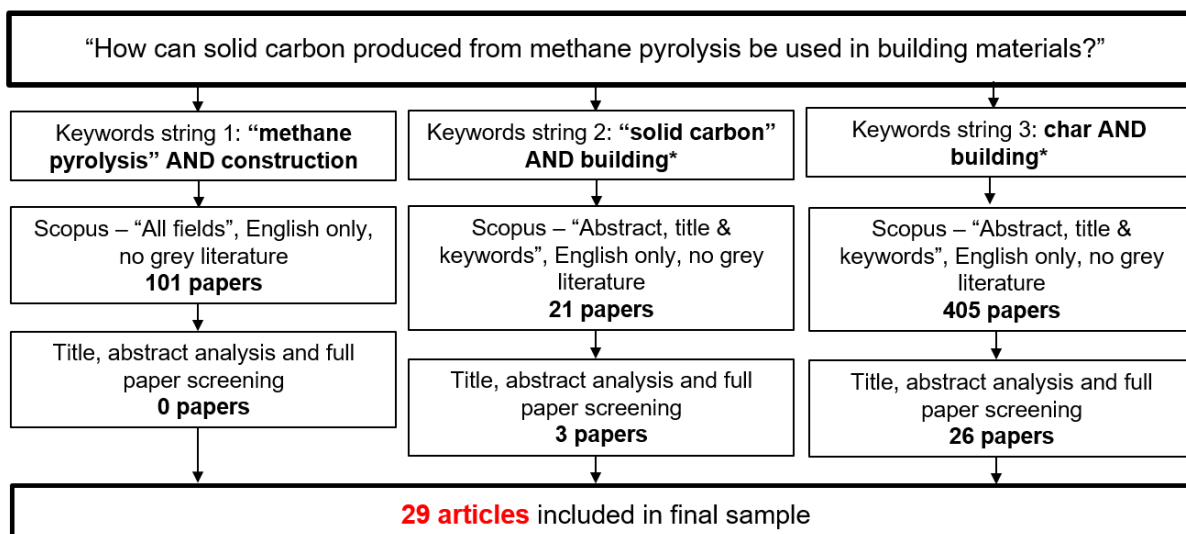 “How can solid carbon produced from methane pyrolysis be used in building materials?”
Keywords string 1: “methane
pyrolysis” AND construction
Scopus – “All fields”, English only,
no grey literature
101 papers
Title, abstract analysis and full
paper screening
0 papers
Keywords string 2: “solid carbon”
AND building*
Scopus – “Abstract, title &
keywords”, English only, no grey
literature
21 papers
Title, abstract analysis and full
paper screening
3 papers
Keywords string 3: char AND
building*
Scopus – “Abstract, title &
keywords”, English only, no grey
literature
405 papers
Title, abstract analysis and full
paper screening
26 papers
29 articles included in final sample